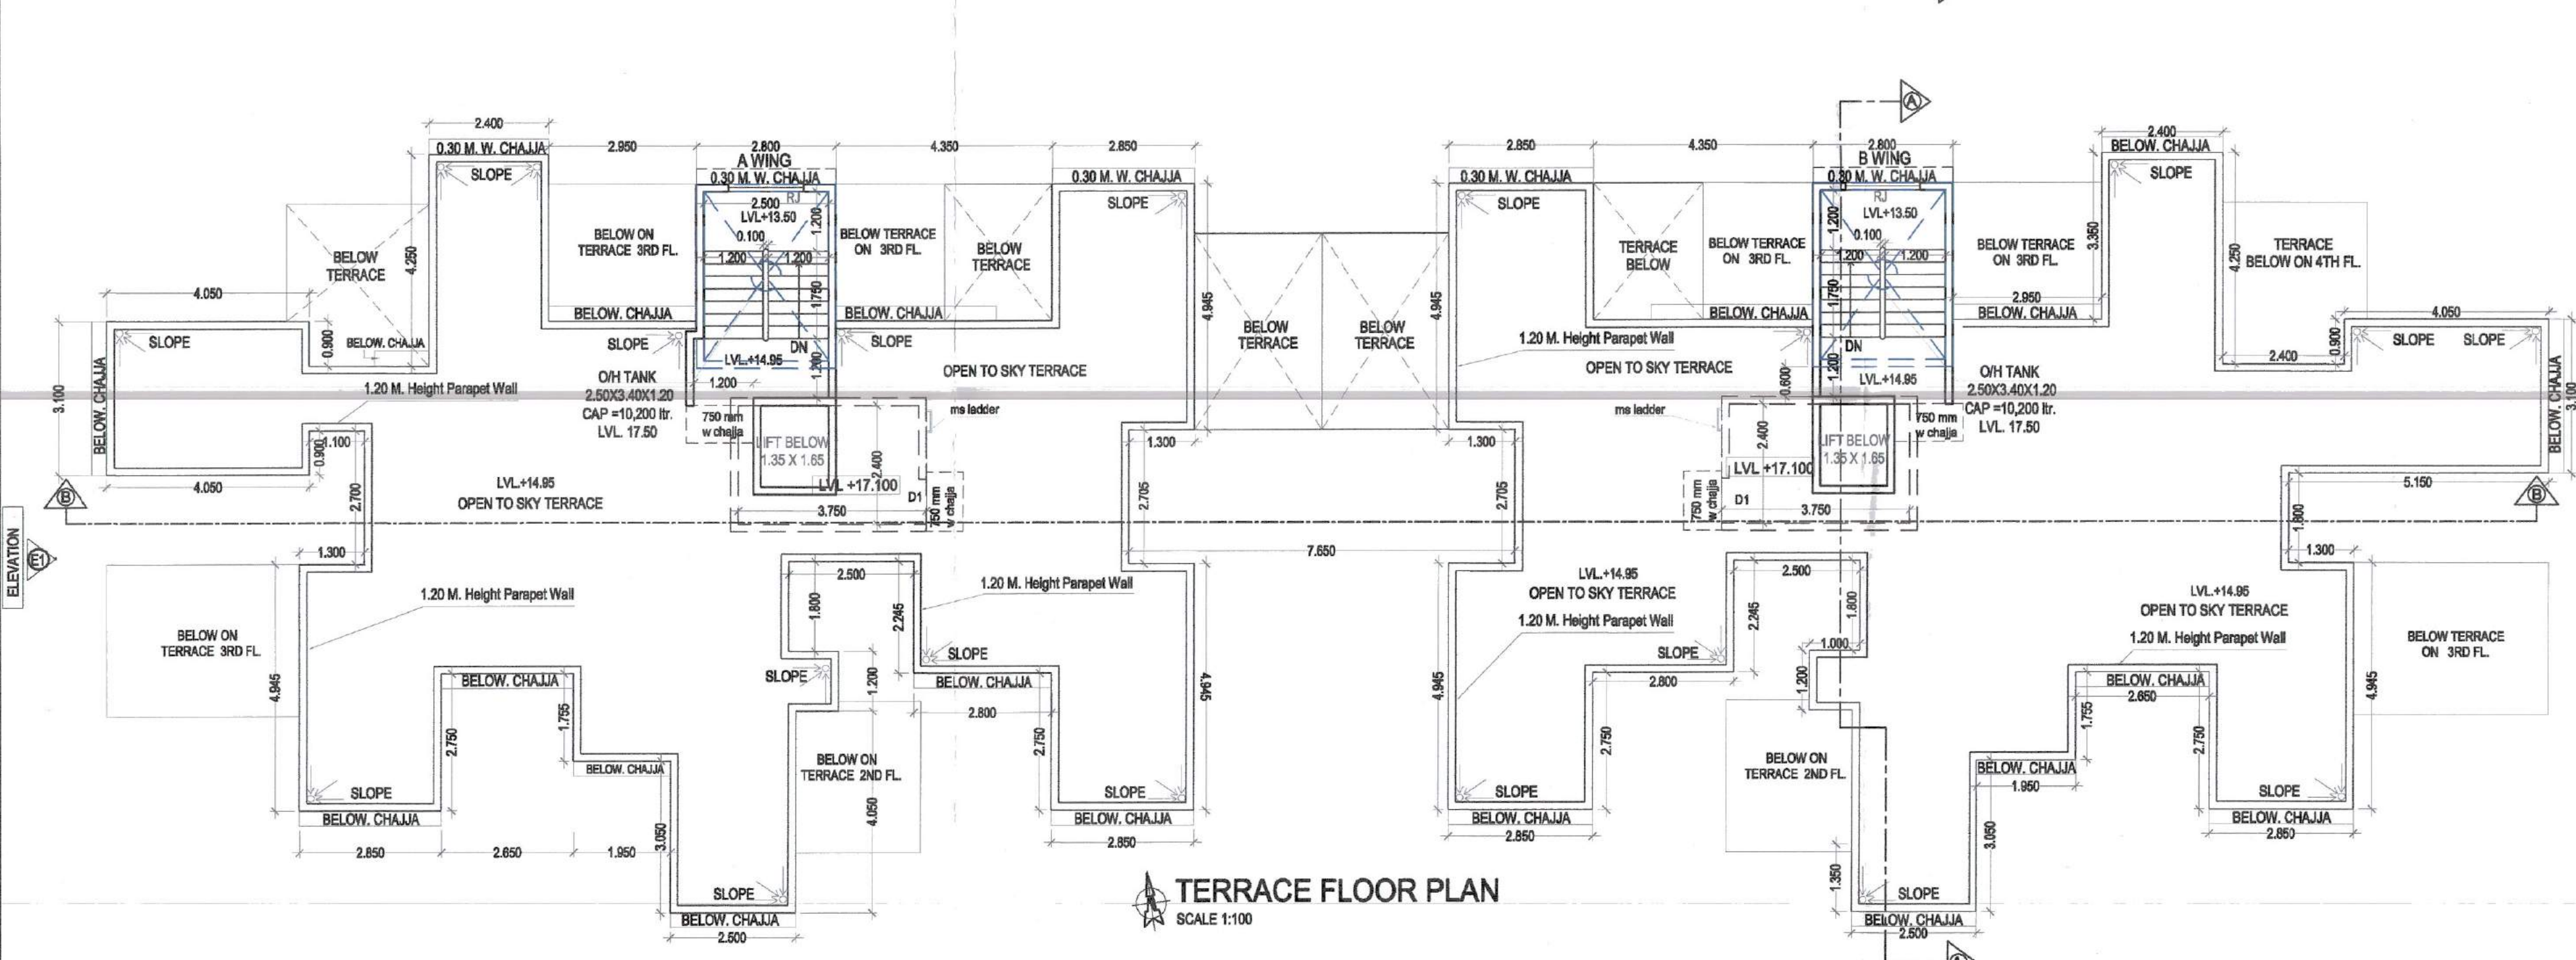 A
2.400
0.30 M. W. CHAJJA
SLOPE
2.950
2.800
A WING
0.30 M. W. CHAJJA
4.350
2.850
0.30 M. W. CHAJJA
SLOPE
2.850
0.30 M. W. CHAJJA
SLOPE
4.350
2.800
B WING
0.30 M. W. CHAJJA
2.400
BELOW. CHAJJA
SLOPE
RJ
2.500
LVL+13.50
0.100
1.200
1.200
1.200
1.750
DN
LVL.+14.95
1.200
1.200
RJ
LVL+13.50
0.100
1.200
1.200
1.200
1.750
DN
1.200
LVL.+14.95
0.600
BELOW
TERRACE
4.250
BELOW ON
TERRACE 3RD FL.
BELOW. CHAJJA
SLOPE
BELOW TERRACE
ON 3RD FL.
BELOW
TERRACE
BELOW. CHAJJA
SLOPE
4.945
BELOW
TERRACE
BELOW
TERRACE
4.945
TERRACE
BELOW
BELOW TERRACE
ON 3RD FL.
BELOW. CHAJJA
1.20 M. Height Parapet Wall
OPEN TO SKY TERRACE
BELOW TERRACE
ON 3RD FL.
3.350
2.950
BELOW. CHAJJA
4.250
TERRACE
BELOW ON 4TH FL.
4.050
SLOPE
0.900
BELOW. CHAJJA
3.100
BELOW. CHAJJA
1.20 M. Height Parapet Wall
0.900
1.100
4.050
2.700
O/H TANK
2.50X3.40X1.20
CAP =10,200 ltr.
LVL. 17.50
750 mm
w chajja
LIFT BELOW
1.35 X 1.65
2.400
LVL +17.100
D1
3.750
750 mm
w chajja
OPEN TO SKY TERRACE
ms ladder
1.300
2.705
7.650
1.300
2.705
ms ladder
2.400
LVL +17.100
D1
3.750
750 mm
w chajja
LIFT BELOW
1.35 X 1.65
750 mm
w chajja
O/H TANK
2.50X3.40X1.20
CAP =10,200 ltr.
LVL. 17.50
2.400
0.900
4.050
SLOPE
SLOPE
BELOW. CHAJJA
3.100
5.150
B
B
LVL.+14.95
OPEN TO SKY TERRACE
ELEVATION
E1
1.300
1.20 M. Height Parapet Wall
BELOW ON
TERRACE 3RD FL.
4.945
2.500
1.800
2.245
1.20 M. Height Parapet Wall
SLOPE
SLOPE
1.200
BELOW. CHAJJA
2.800
4.945
LVL.+14.95
OPEN TO SKY TERRACE
1.20 M. Height Parapet Wall
4.945
2.500
1.800
2.245
SLOPE
2.800
1.000
1.200
1.800
1.300
LVL.+14.95
OPEN TO SKY TERRACE
1.20 M. Height Parapet Wall
BELOW TERRACE
ON 3RD FL.
4.945
BELOW. CHAJJA
1.755
2.750
BELOW. CHAJJA
SLOPE
BELOW. CHAJJA
2.850
2.650
1.950
3.050
SLOPE
BELOW. CHAJJA
2.500
BELOW ON
TERRACE 2ND FL.
4.050
2.750
SLOPE
BELOW. CHAJJA
2.850
SLOPE
BELOW. CHAJJA
2.850
2.750
BELOW ON
TERRACE 2ND FL.
1.350
SLOPE
BELOW. CHAJJA
2.500
3.050
BELOW. CHAJJA
1.950
1.755
BELOW. CHAJJA
2.650
2.750
SLOPE
BELOW. CHAJJA
2.850
TERRACE FLOOR PLAN
SCALE 1:100